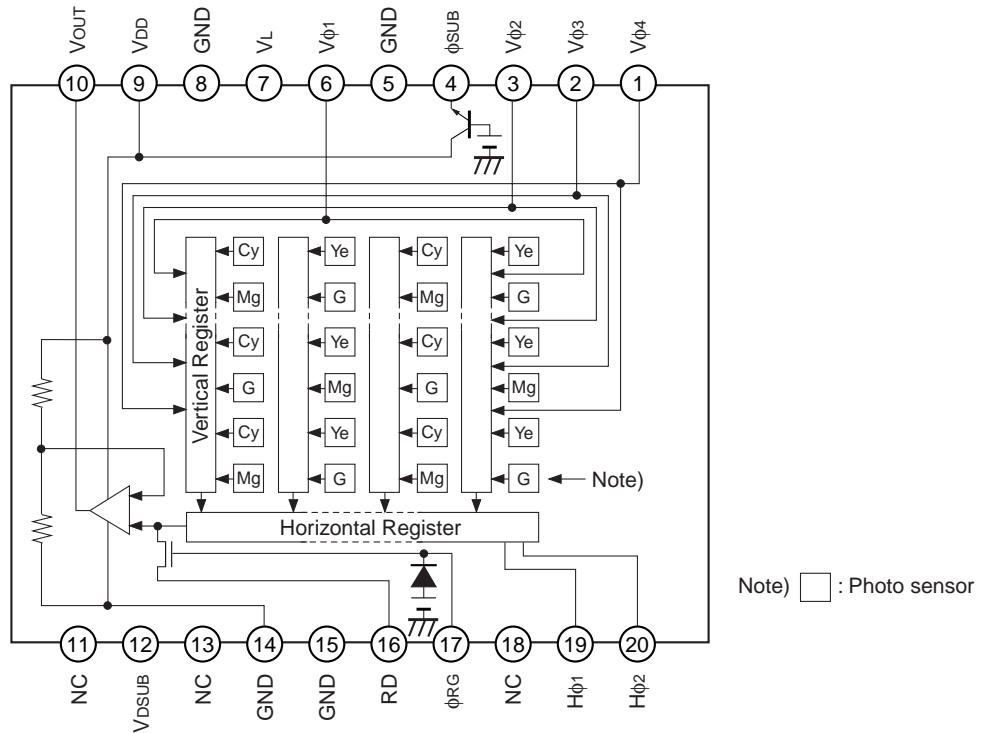 VOUT VDD GND VL Vϕ1 GND ϕSUB Vϕ2 Vϕ3 Vϕ4
10 9 8 7 6 5 4 3 2 1
Vertical Register
Cy Ye Cy Ye
Mg G Mg G
Cy Ye Cy Ye
G Mg G Mg
Cy Ye Cy Ye
Mg G Mg G
Note)
Horizontal Register
Note) : Photo sensor
11 12 13 14 15 16 17 18 19 20
NC VDSUB NC GND GND RD ϕRG NC Hϕ1 Hϕ2